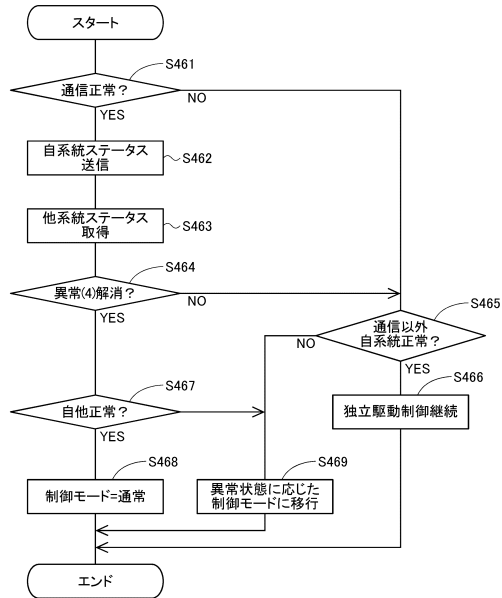 スタート
S461
通信正常？
NO
YES
自系統ステータス
送信
S462
他系統ステータス
取得
S463
S464
異常(4)解消？
NO
YES
S465
通信以外
自系統正常？
NO
YES
S466
独立駆動制御継続
S467
自他正常？
YES
S468
制御モード=通常
S469
異常状態に応じた
制御モードに移行
エンド